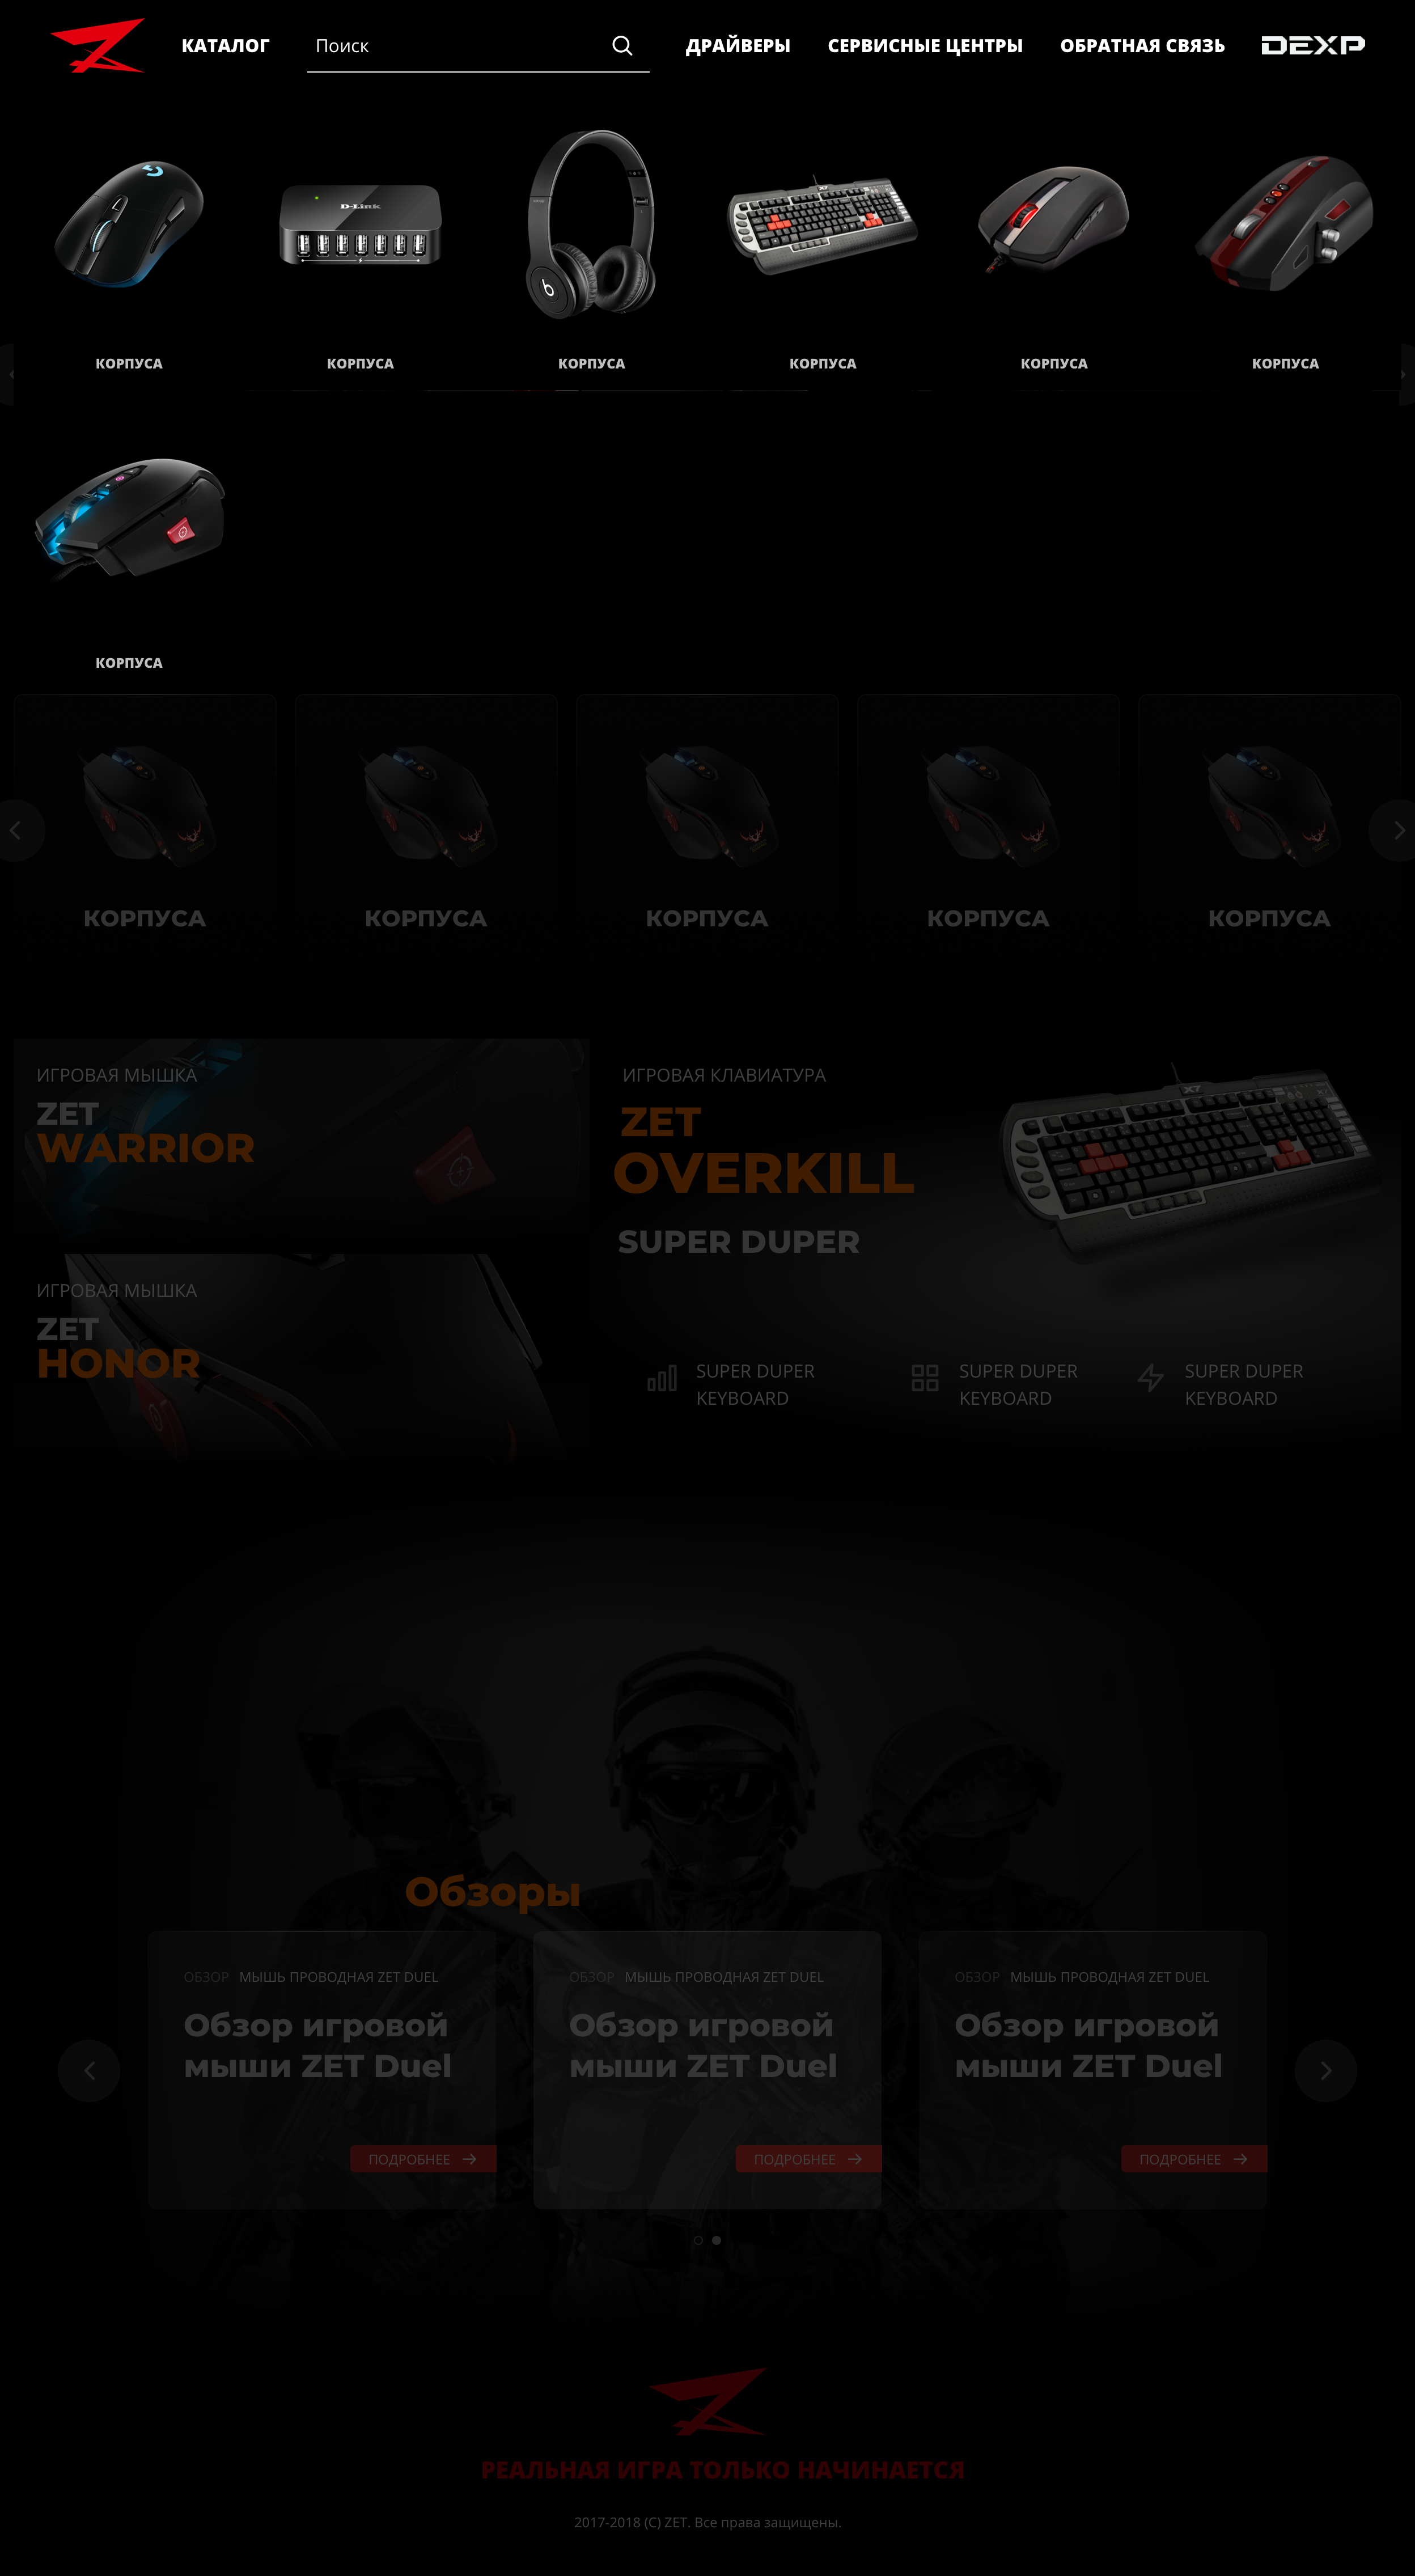 КАТАЛОГ
Поиск
ДРАЙВЕРЫ
СЕРВИСНЫЕ ЦЕНТРЫ
ОБРАТНАЯ СВЯЗЬ
DEXP
D-Link
X7
b
КОРПУСА
КОРПУСА
КОРПУСА
КОРПУСА
КОРПУСА
КОРПУСА
КОРПУСА
КОРПУСА
КОРПУСА
КОРПУСА
КОРПУСА
КОРПУСА
ИГРОВАЯ МЫШКА
ZET
WARRIOR
ИГРОВАЯ МЫШКА
ZET
HONOR
ИГРОВАЯ КЛАВИАТУРА
ZET
OVERKILL
SUPER DUPER
X7
SUPER DUPER
KEYBOARD
SUPER DUPER
KEYBOARD
SUPER DUPER
KEYBOARD
Обзоры
ОБЗОР МЫШЬ ПРОВОДНАЯ ZET DUEL
Обзор игровой
мыши ZET Duel
ПОДРОБНЕЕ
ОБЗОР МЫШЬ ПРОВОДНАЯ ZET DUEL
Обзор игровой
мыши ZET Duel
ПОДРОБНЕЕ
ОБЗОР МЫШЬ ПРОВОДНАЯ ZET DUEL
Обзор игровой
мыши ZET Duel
ПОДРОБНЕЕ
РЕАЛЬНАЯ ИГРА ТОЛЬКО НАЧИНАЕТСЯ
2017-2018 (C) ZET. Все права защищены.